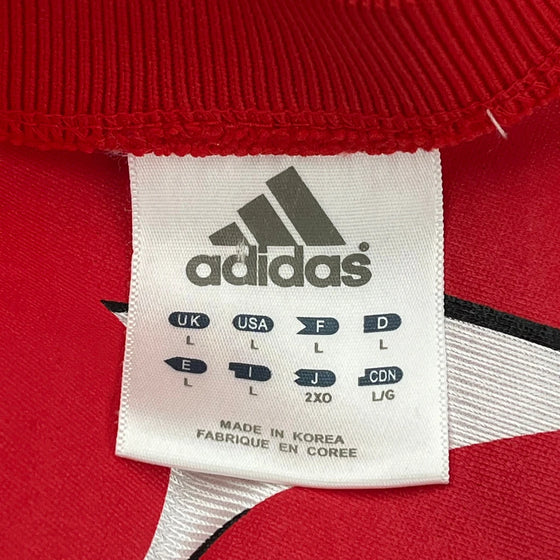 adidas®
UK USA F D
L L L L
E I J CDN
L L 2XO L/G
MADE IN KOREA
FABRIQUE EN COREE